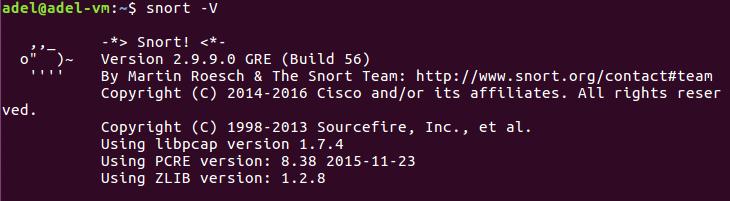 adel@adel-vm:~$ snort -V
,,_ -*> Snort! <*-
o" )~ Version 2.9.9.0 GRE (Build 56)
'''' By Martin Roesch & The Snort Team: http://www.snort.org/contact#team
Copyright (C) 2014-2016 Cisco and/or its affiliates. All rights reser
ved.
Copyright (C) 1998-2013 Sourcefire, Inc., et al.
Using libpcap version 1.7.4
Using PCRE version: 8.38 2015-11-23
Using ZLIB version: 1.2.8